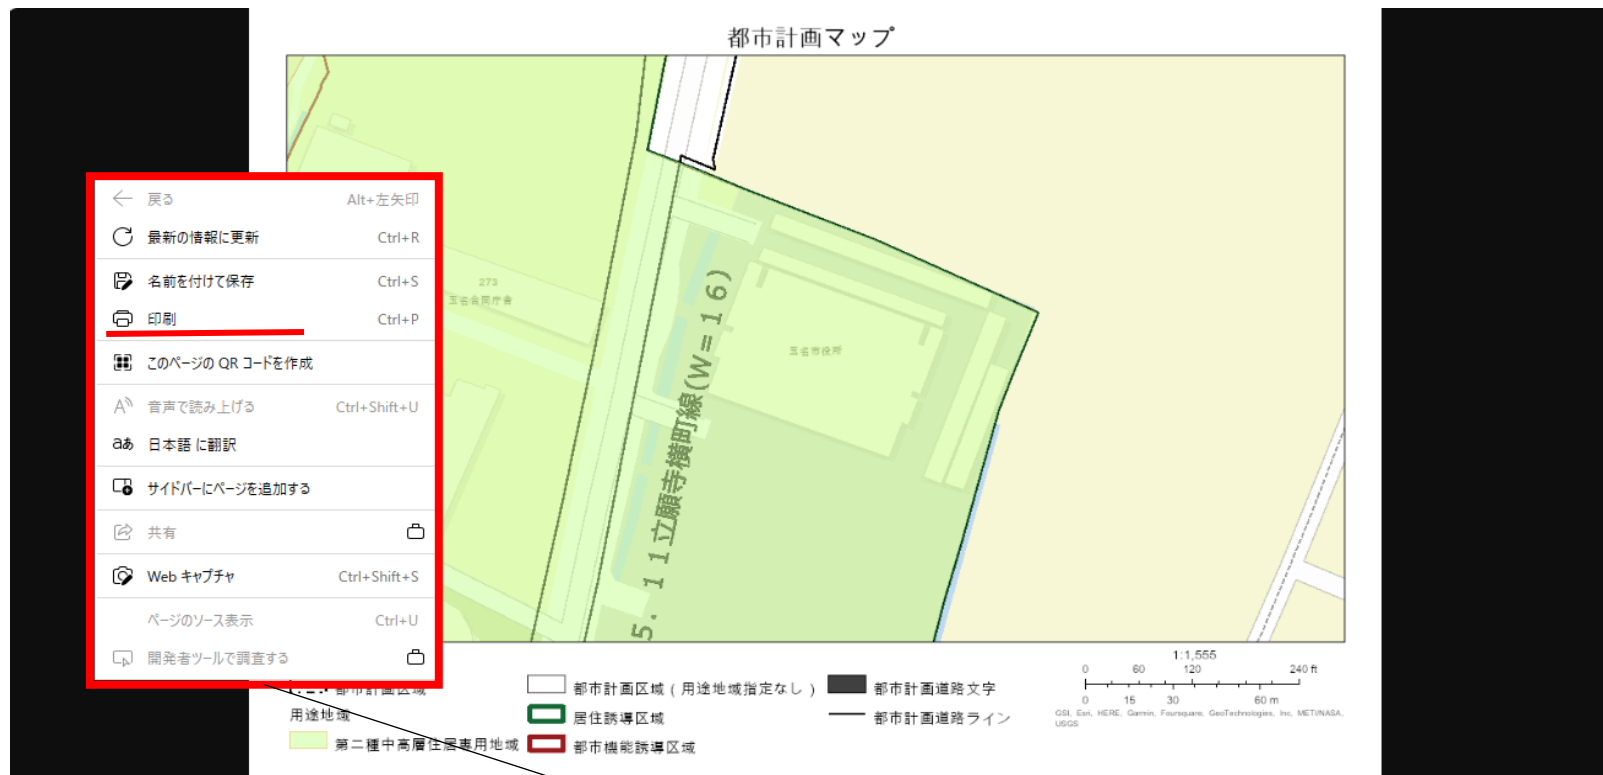 都市計画マップ
戻る Alt+左矢印
最新の情報に更新 Ctrl+R
名前を付けて保存 Ctrl+S
印刷 Ctrl+P
このページの QR コードを作成
音声で読み上げる Ctrl+Shift+U
日本語 に翻訳
サイドバーにページを追加する
共有
Web キャプチャ Ctrl+Shift+S
ページのソース表示 Ctrl+U
開発者ツールで調査する
273
玉名合同庁舎
玉名市役所
5. 11立願寺横町線(W=16)
都市計画区域
用途地域
第二種中高層住居専用地域
都市計画区域 ( 用途地域指定なし )
居住誘導区域
都市機能誘導区域
都市計画道路文字
都市計画道路ライン
1:1,555
0 60 120 240 ft
0 15 30 60 m
GSI, Esri, HERE, Garmin, Foursquare, GeoTechnologies, Inc, METI/NASA,
USGS